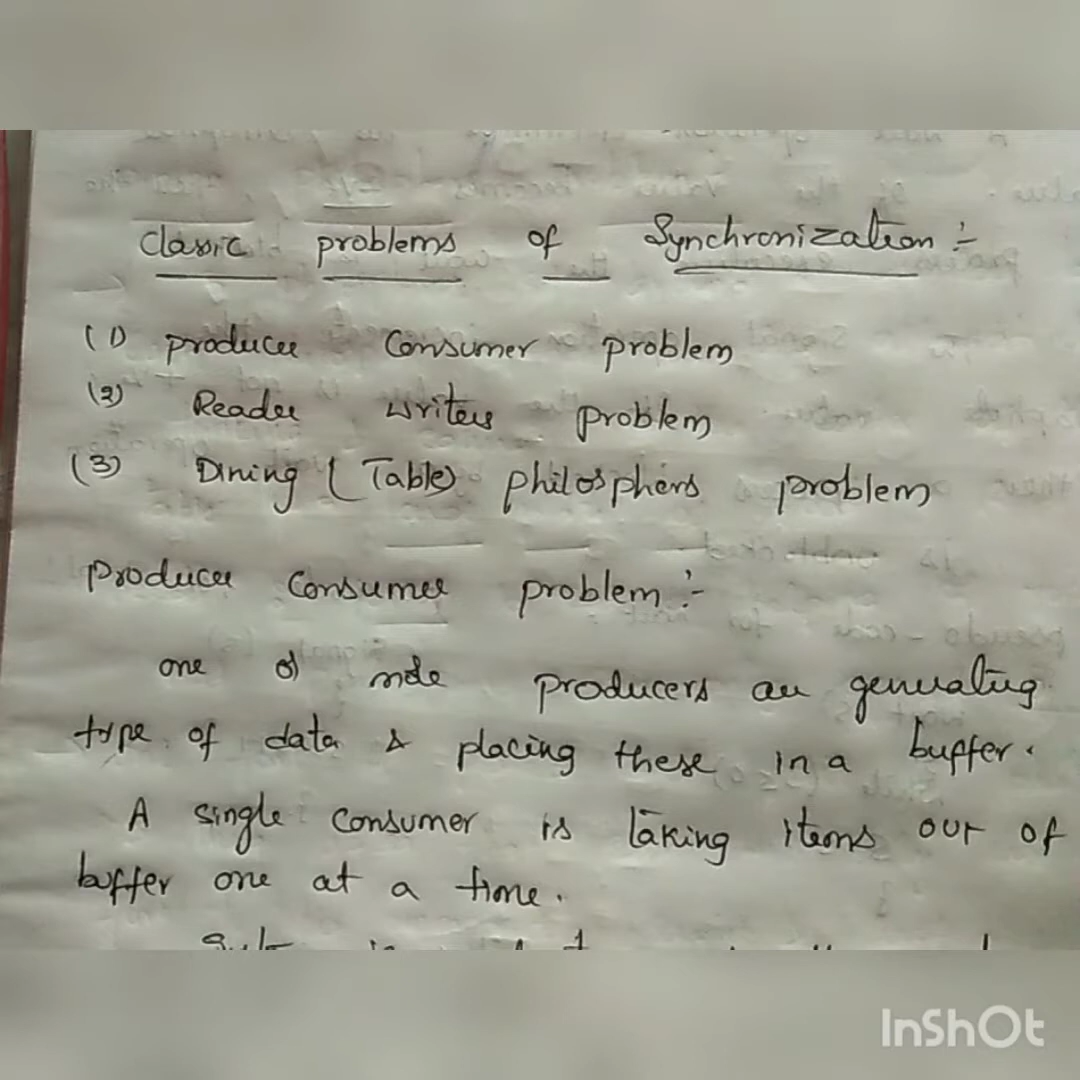 Classic problems of Synchronization :-
(1) producer Consumer problem
(2) Reader writers problem
(3) Dining (Table) philosphers problem
Producer Consumer problem :-
one or more producers are generating
type of data & placing these in a buffer.
A single consumer is taking items out of
buffer one at a time.
InShOt